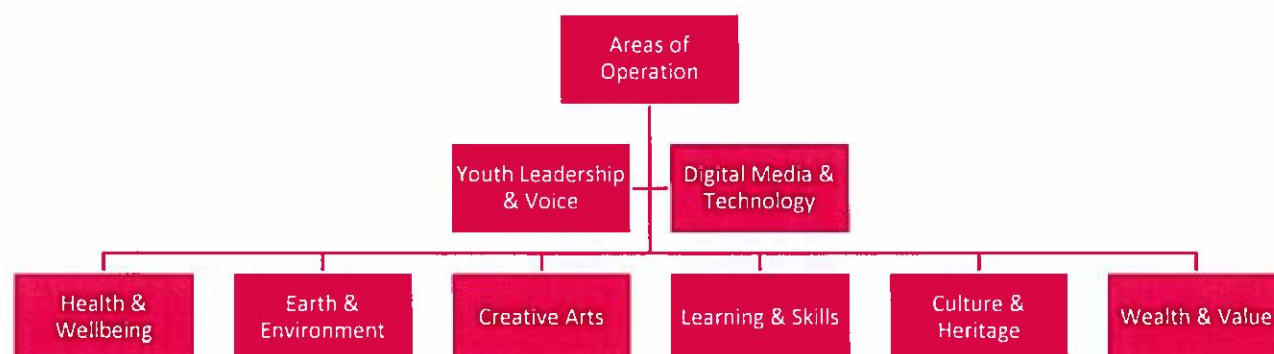 Areas of
Operation
Youth Leadership
& Voice
Digital Media &
Technology
Health &
Wellbeing
Earth &
Environment
Creative Arts
Learning & Skills
Culture &
Heritage
Wealth & Value